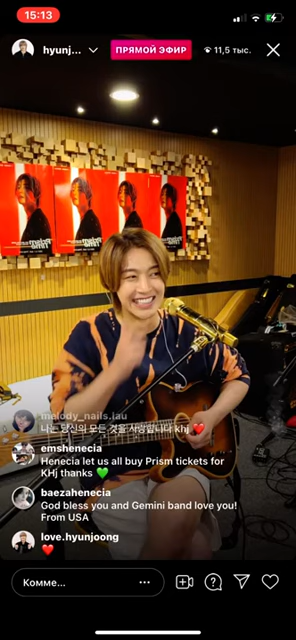 15:13
hyunj...
ПРЯМОЙ ЭФИР
11,5 тыс.
melody_nails.iau
나는 당신의 모든 것을 사랑합니다 khj ❤️
emshenecia
Henecia let us all buy Prism tickets for
KHj thanks 💚
baezahenecia
God bless you and Gemini band love you!
From USA
love.hyunjoong
❤️
Комме...